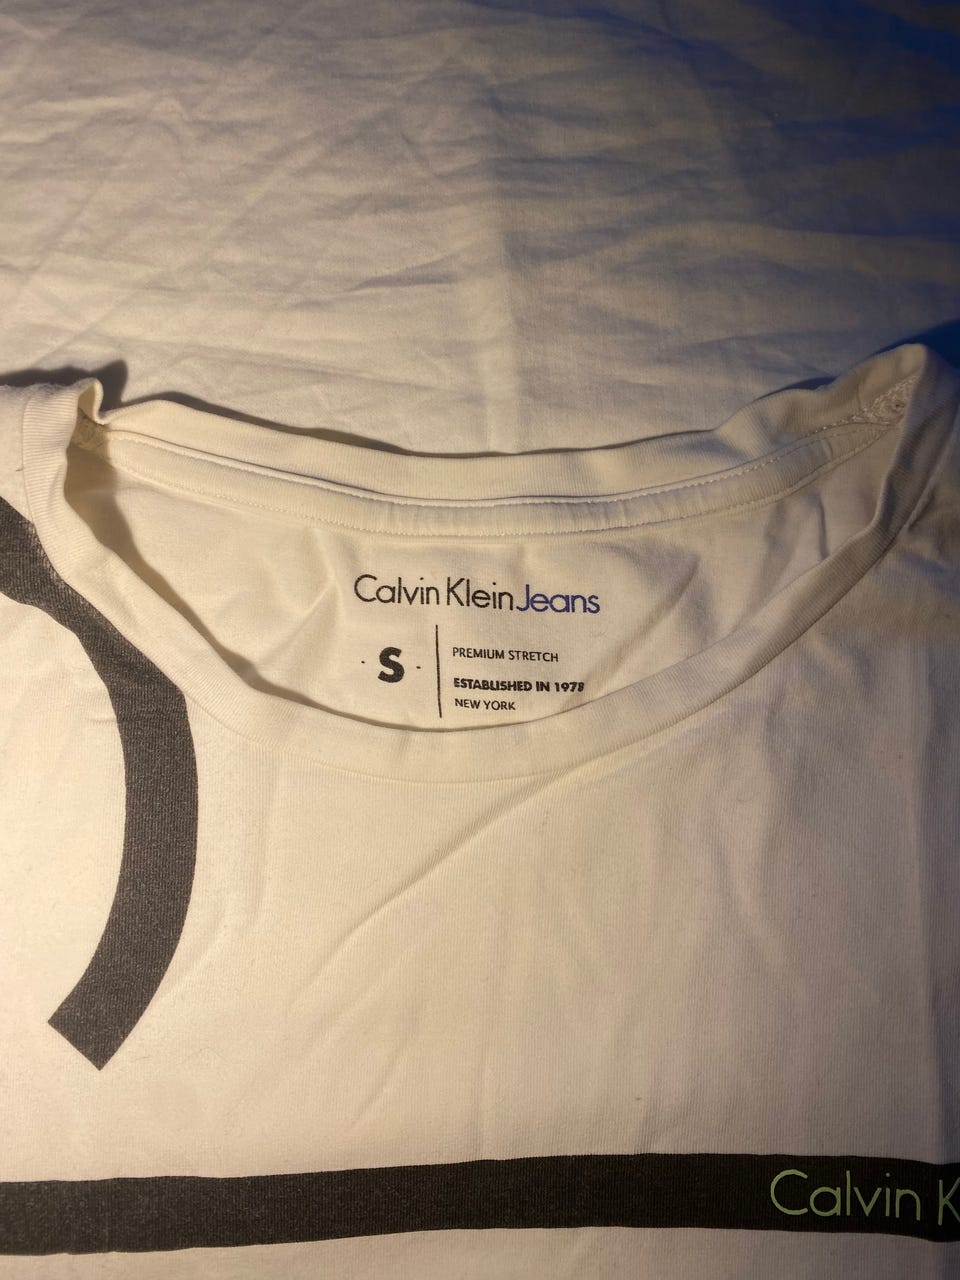 Calvin Klein Jeans
· S ·
PREMIUM STRETCH
ESTABLISHED IN 1978
NEW YORK
Calvin K